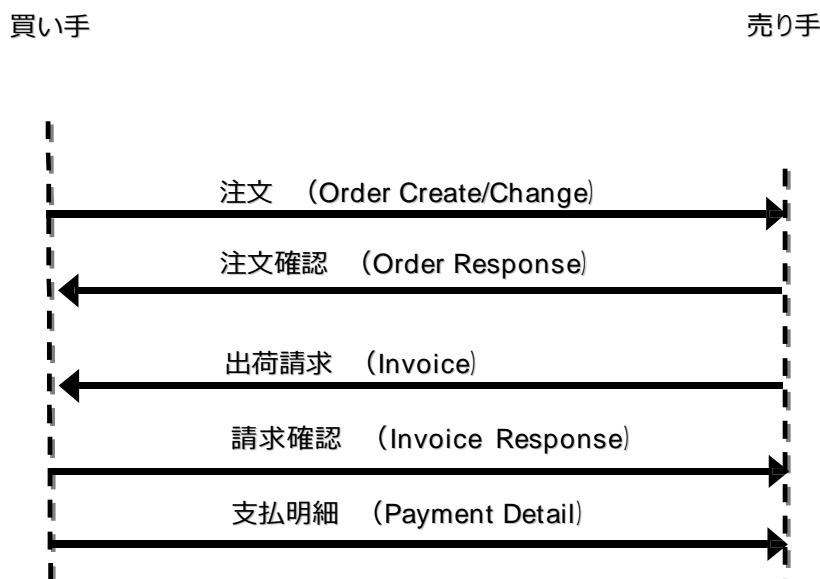 買い手
売り手
注文　（Order Create/Change）
注文確認　（Order Response）
出荷請求　（Invoice）
請求確認　（Invoice Response）
支払明細　（Payment Detail）